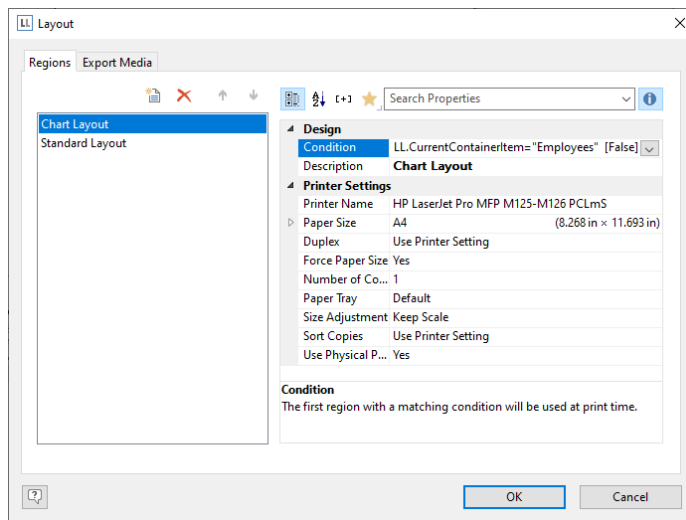 LL Layout
Regions Export Media
Search Properties
Chart Layout
Standard Layout
Design
Condition LL.CurrentContainerItem="Employees" [False]
Description Chart Layout
Printer Settings
Printer Name HP LaserJet Pro MFP M125-M126 PCLmS
Paper Size A4 (8.268 in × 11.693 in)
Duplex Use Printer Setting
Force Paper Size Yes
Number of Co... 1
Paper Tray Default
Size Adjustment Keep Scale
Sort Copies Use Printer Setting
Use Physical P... Yes
Condition
The first region with a matching condition will be used at print time.
OK Cancel